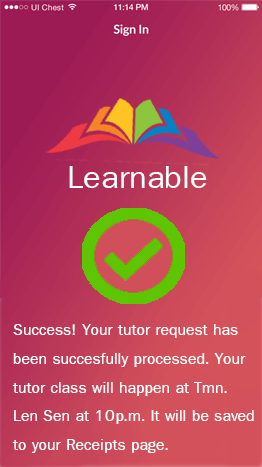 UI Chest 11:14 PM 100%
Sign In
Learnable
Success! Your tutor request has
been succesfully processed. Your
tutor class will happen at Tmn.
Len Sen at 10p.m. It will be saved
to your Receipts page.